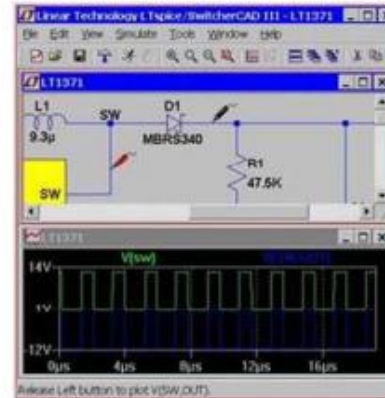 Linear Technology LTspice/SwitcherCAD III - LT1371
File Edit View Simulate Tools Window Help
LT1371
L1
SW
D1
9.3µ
MBRS340
R1
47.5K
SW
LT1371
V(sw)
14V
1V
-12V
0µs 4µs 8µs 12µs 16µs
Release Left button to plot V(SW,OUT).